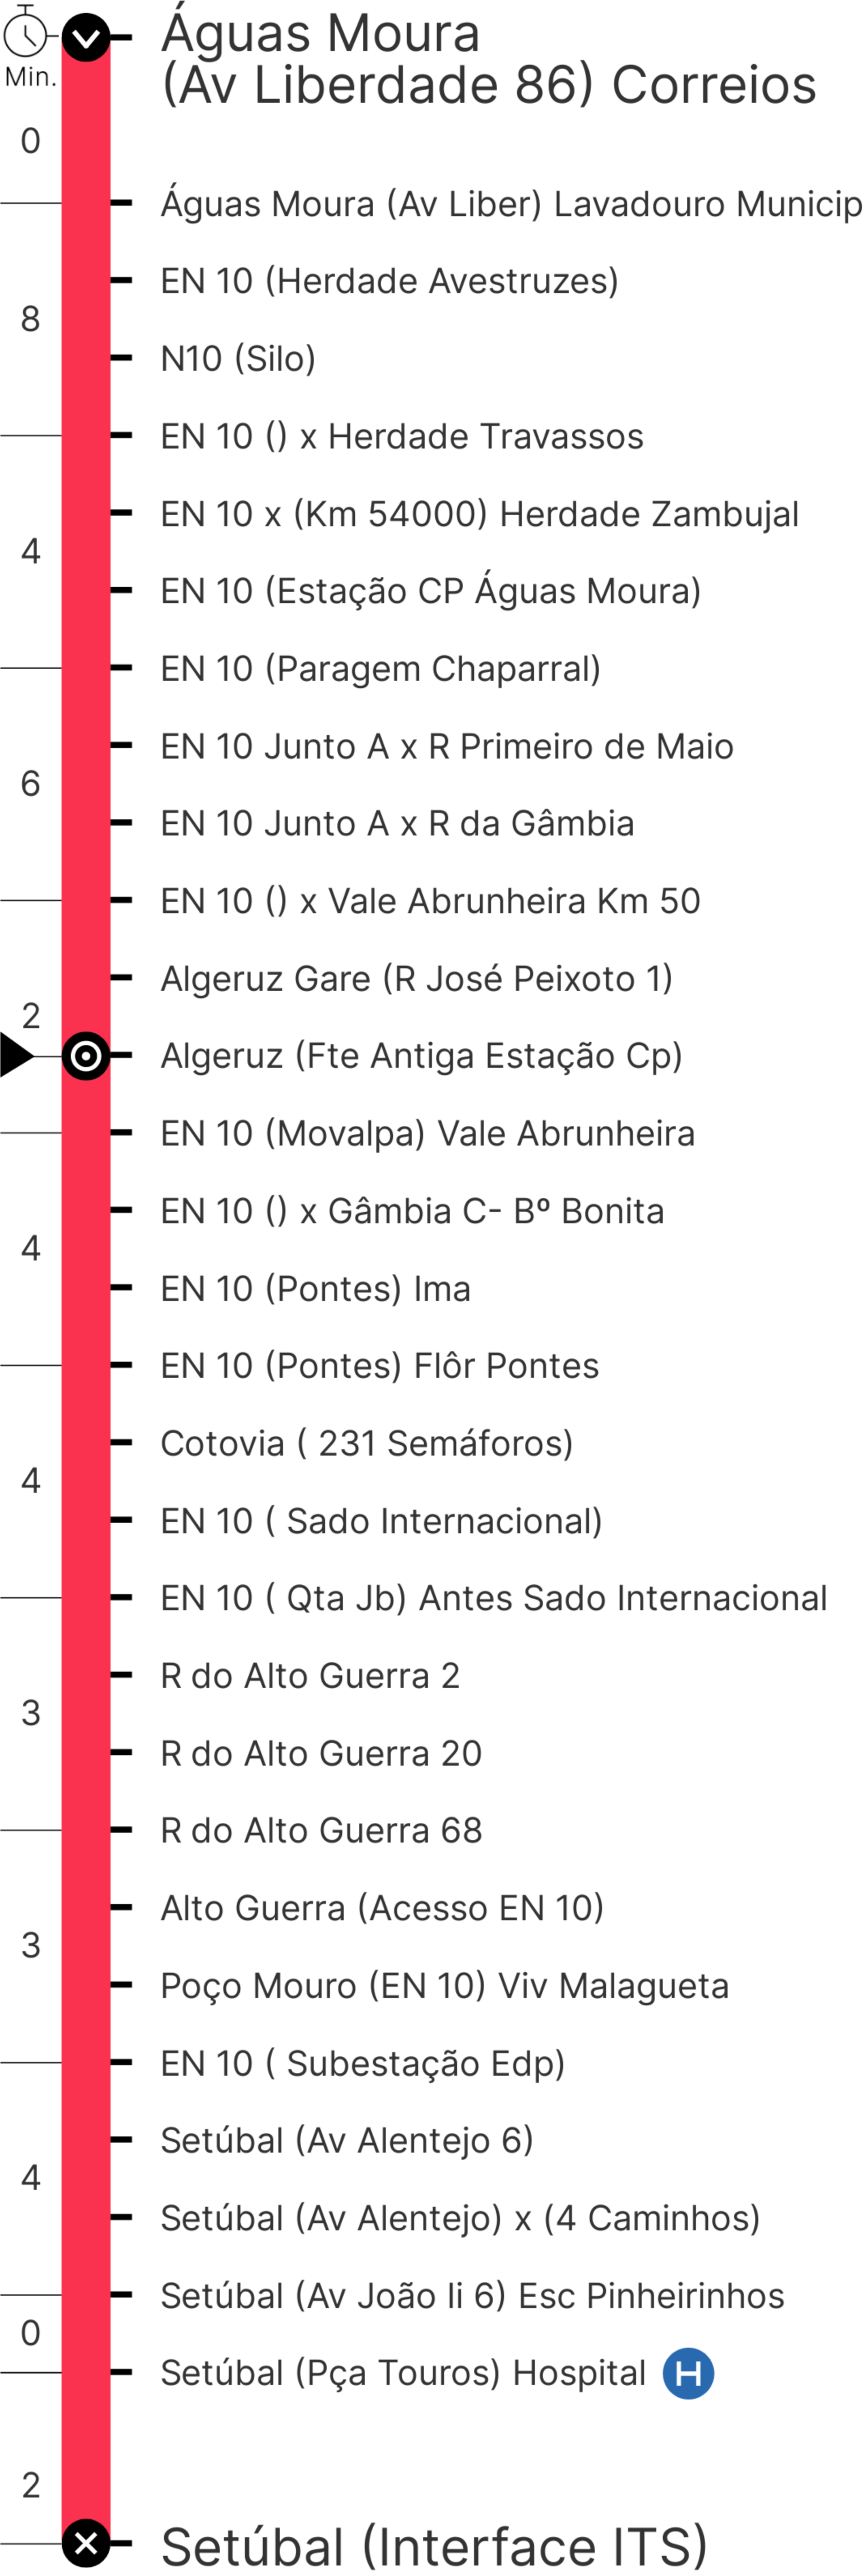 Min.
Águas Moura
(Av Liberdade 86) Correios
0
Águas Moura (Av Liber) Lavadouro Municip
EN 10 (Herdade Avestruzes)
8
N10 (Silo)
EN 10 () x Herdade Travassos
EN 10 x (Km 54000) Herdade Zambujal
4
EN 10 (Estação CP Águas Moura)
EN 10 (Paragem Chaparral)
EN 10 Junto A x R Primeiro de Maio
6
EN 10 Junto A x R da Gâmbia
EN 10 () x Vale Abrunheira Km 50
Algeruz Gare (R José Peixoto 1)
2
Algeruz (Fte Antiga Estação Cp)
EN 10 (Movalpa) Vale Abrunheira
EN 10 () x Gâmbia C- Bº Bonita
4
EN 10 (Pontes) Ima
EN 10 (Pontes) Flôr Pontes
Cotovia ( 231 Semáforos)
4
EN 10 ( Sado Internacional)
EN 10 ( Qta Jb) Antes Sado Internacional
R do Alto Guerra 2
3
R do Alto Guerra 20
R do Alto Guerra 68
Alto Guerra (Acesso EN 10)
3
Poço Mouro (EN 10) Viv Malagueta
EN 10 ( Subestação Edp)
Setúbal (Av Alentejo 6)
4
Setúbal (Av Alentejo) x (4 Caminhos)
Setúbal (Av João Ii 6) Esc Pinheirinhos
0
Setúbal (Pça Touros) Hospital H
2
Setúbal (Interface ITS)